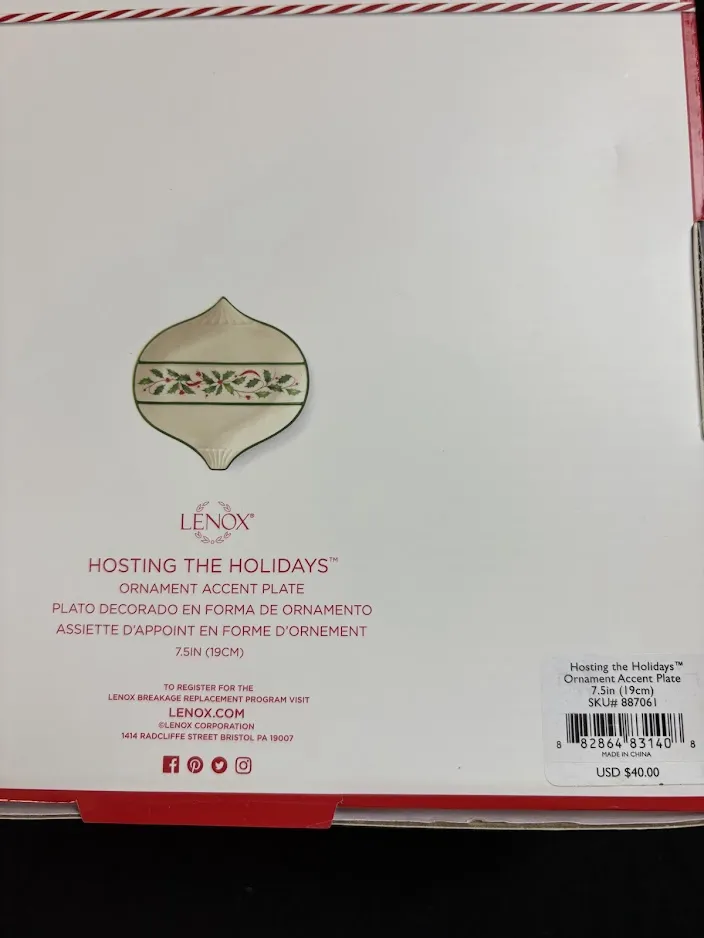 LENOX®
HOSTING THE HOLIDAYS™
ORNAMENT ACCENT PLATE
PLATO DECORADO EN FORMA DE ORNAMENTO
ASSIETTE D'APPOINT EN FORME D'ORNEMENT
7.5IN (19CM)
TO REGISTER FOR THE
LENOX BREAKAGE REPLACEMENT PROGRAM VISIT
LENOX.COM
©LENOX CORPORATION
1414 RADCLIFFE STREET BRISTOL PA 19007
Hosting the Holidays™
Ornament Accent Plate
7.5in (19cm)
SKU# 887061
8 82864 83140 8
MADE IN CHINA
USD $40.00